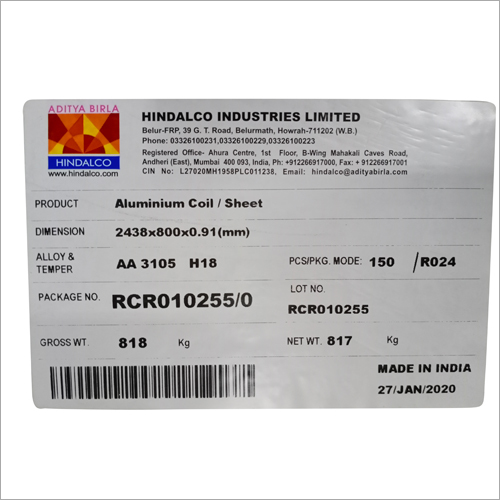 ADITYA BIRLA
HINDALCO
www.hindalco.com
HINDALCO INDUSTRIES LIMITED
Belur-FRP, 39 G. T. Road, Belurmath, Howrah-711202 (W.B.)
Phone: 03326100231,03326100229,03326100223
Registered Office- Ahura Centre, 1st Floor, B-Wing Mahakali Caves Road,
Andheri (East), Mumbai 400 093, India, Ph: +912266917000, Fax: + 912266917001
CIN No: L27020MH1958PLC011238, Email: hindalco@adityabirla.com
PRODUCT Aluminium Coil / Sheet
DIMENSION 2438x800x0.91(mm)
ALLOY & TEMPER AA 3105 H18 PCS/PKG. MODE: 150 /R024
PACKAGE NO. RCR010255/0
LOT NO.
RCR010255
GROSS WT. 818 Kg NET WT. 817 Kg
MADE IN INDIA
27/JAN/2020